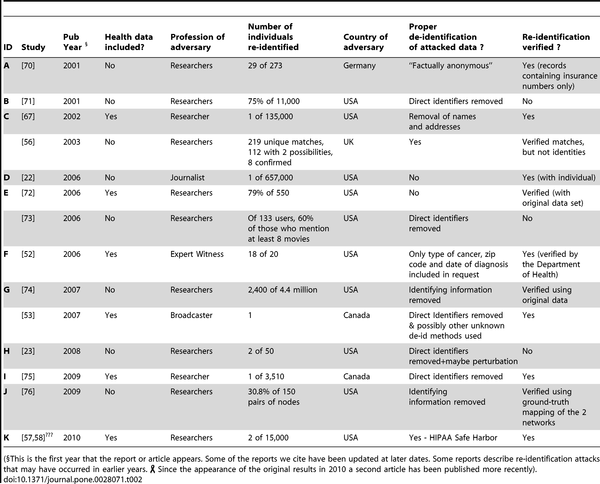 ID Study Pub Year § Health data included? Profession of adversary Number of individuals re-identified Country of adversary Proper de-identification of attacked data ? Re-identification verified ?
A [70] 2001 No Researchers 29 of 273 Germany "Factually anonymous" Yes (records containing insurance numbers only)
B [71] 2001 No Researchers 75% of 11,000 USA Direct identifiers removed No
C [67] 2002 Yes Researcher 1 of 135,000 USA Removal of names and addresses Yes
[56] 2003 No Researchers 219 unique matches, 112 with 2 possibilities, 8 confirmed UK Yes Verified matches, but not identities
D [22] 2006 No Journalist 1 of 657,000 USA No Yes (with individual)
E [72] 2006 Yes Researchers 79% of 550 USA No Verified (with original data set)
[73] 2006 No Researchers Of 133 users, 60% of those who mention at least 8 movies USA Direct identifiers removed No
F [52] 2006 Yes Expert Witness 18 of 20 USA Only type of cancer, zip code and date of diagnosis included in request Yes (verified by the Department of Health)
G [74] 2007 No Researchers 2,400 of 4.4 million USA Identifying information removed Verified using original data
[53] 2007 Yes Broadcaster 1 Canada Direct Identifiers removed & possibly other unknown de-id methods used Yes
H [23] 2008 No Researchers 2 of 50 USA Direct identifiers removed+maybe perturbation No
I [75] 2009 Yes Researcher 1 of 3,510 Canada Direct identifiers removed Yes
J [76] 2009 No Researchers 30.8% of 150 pairs of nodes USA Identifying information removed Verified using ground-truth mapping of the 2 networks
K [57,58]??? 2010 Yes Researchers 2 of 15,000 USA Yes - HIPAA Safe Harbor Yes
(§This is the first year that the report or article appears. Some of the reports we cite have been updated at later dates. Some reports describe re-identification attacks
that may have occurred in earlier years. Since the appearance of the original results in 2010 a second article has been published more recently).
doi:10.1371/journal.pone.0028071.t002